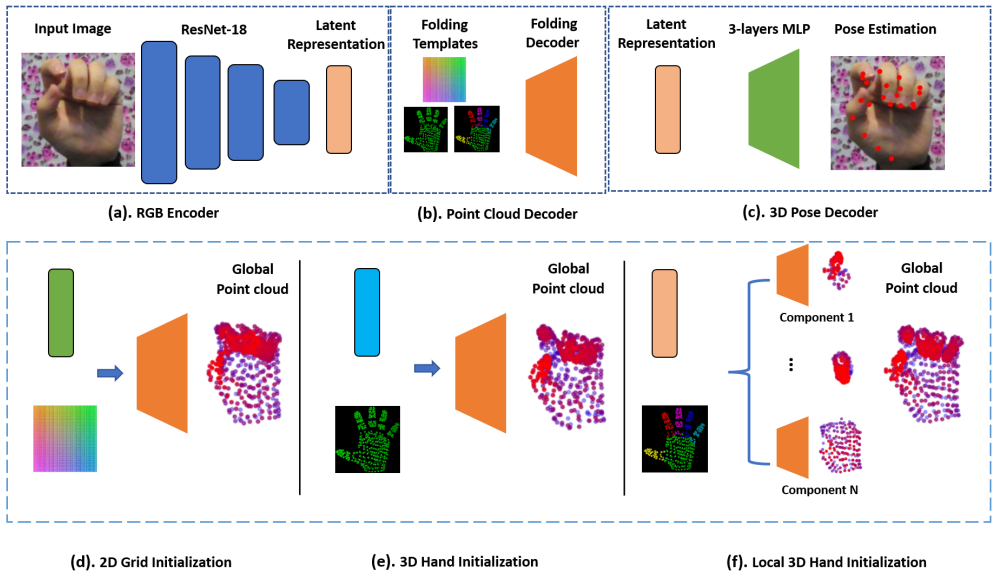 Input Image
ResNet-18
Latent
Representation
(a). RGB Encoder
Folding
Templates
Folding
Decoder
(b). Point Cloud Decoder
Latent
Representation
3-layers MLP
Pose Estimation
(c). 3D Pose Decoder
Global
Point cloud
(d). 2D Grid Initialization
Global
Point cloud
(e). 3D Hand Initialization
Component 1
...
Component N
Global
Point cloud
(f). Local 3D Hand Initialization